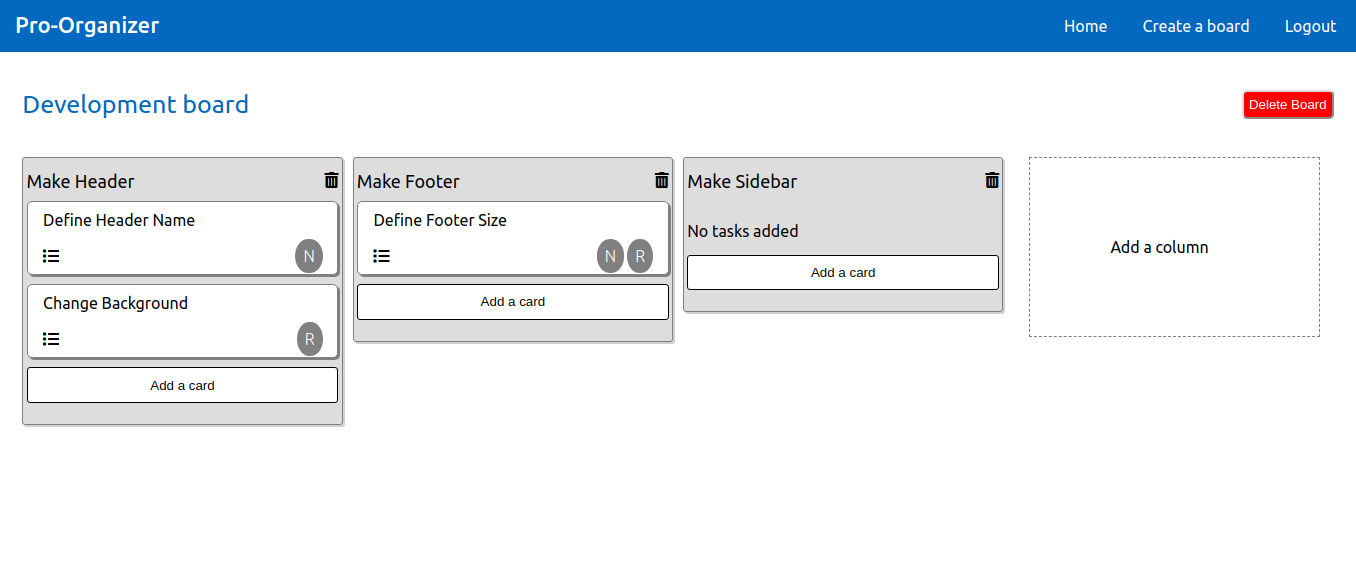 Pro-Organizer
Home Create a board Logout
Development board
Delete Board
Make Header
Define Header Name
N
Change Background
R
Add a card
Make Footer
Define Footer Size
N R
Add a card
Make Sidebar
No tasks added
Add a card
Add a column